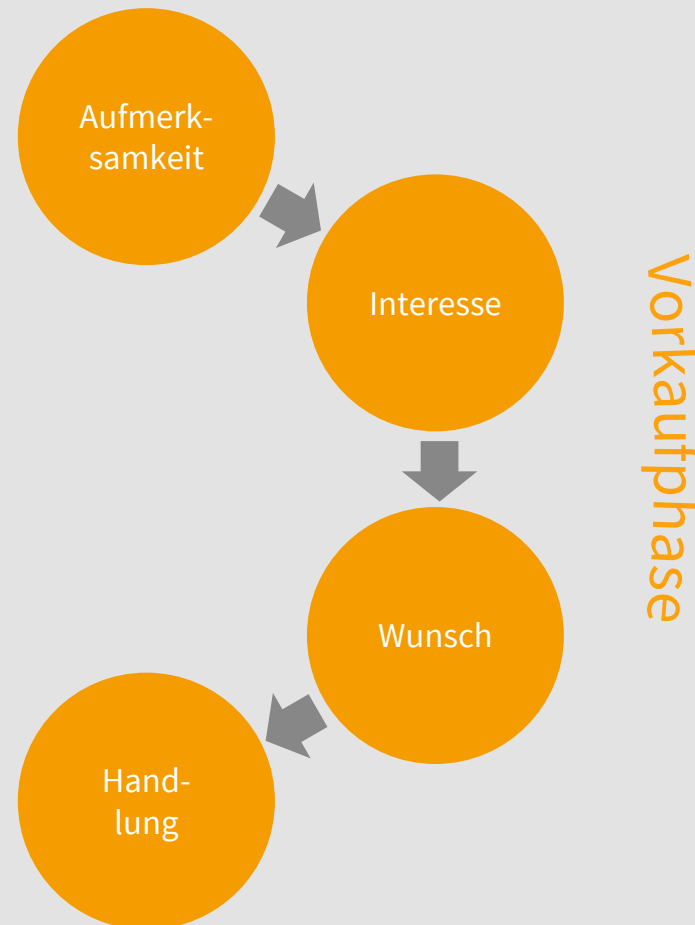 Aufmerk-
samkeit
Interesse
Vorkaufphase
Wunsch
Hand-
lung